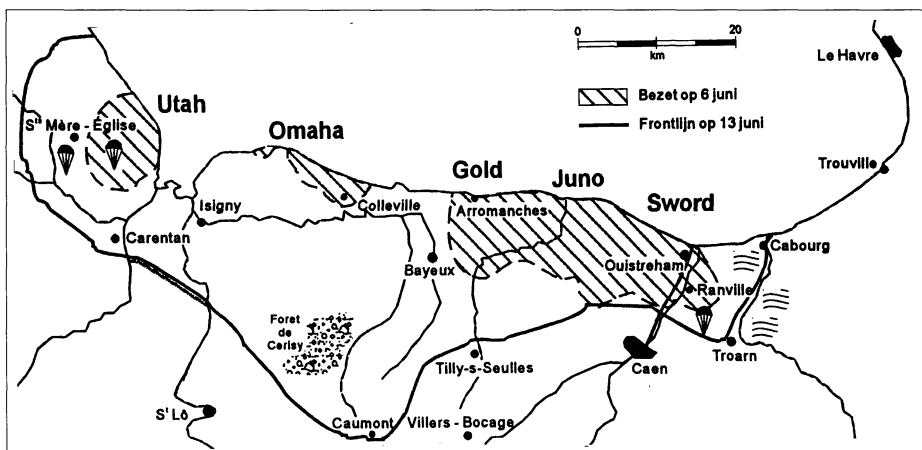 0
20
km
Le Havre
Bezet op 6 juni
Frontlijn op 13 juni
Utah
Ste Mère - Église
Omaha
Gold
Juno
Sword
Trouville
Isigny
Colleville
Arromanches
Carentan
Bayeux
Ouistreham
Cabourg
Ranville
Foret
de
Cerisy
Tilly-s-Seulles
Caen
Troarn
St Lô
Caumont
Villers - Bocage